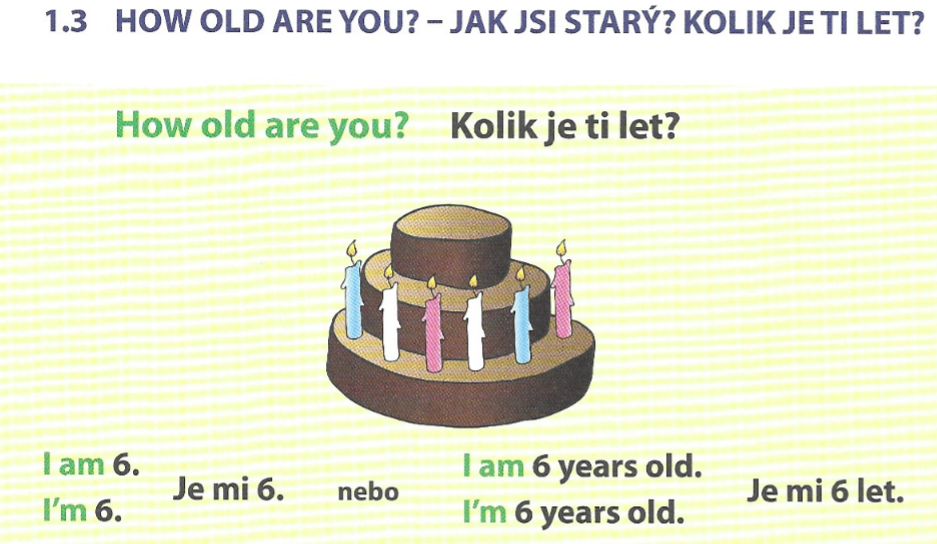 1.3 HOW OLD ARE YOU? – JAK JSI STARÝ? KOLIK JE TI LET?
How old are you? Kolik je ti let?
I am 6.
I'm 6.
Je mi 6.
nebo
I am 6 years old.
I'm 6 years old.
Je mi 6 let.